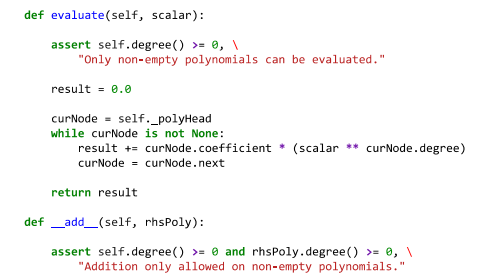 def evaluate(self, scalar):
assert self.degree() >= 0, \
"Only non-empty polynomials can be evaluated."
result = 0.0
curNode = self._polyHead
while curNode is not None:
result += curNode.coefficient * (scalar ** curNode.degree)
curNode = curNode.next
return result
def __add__(self, rhsPoly):
assert self.degree() >= 0 and rhsPoly.degree() >= 0, \
"Addition only allowed on non-empty polynomials."